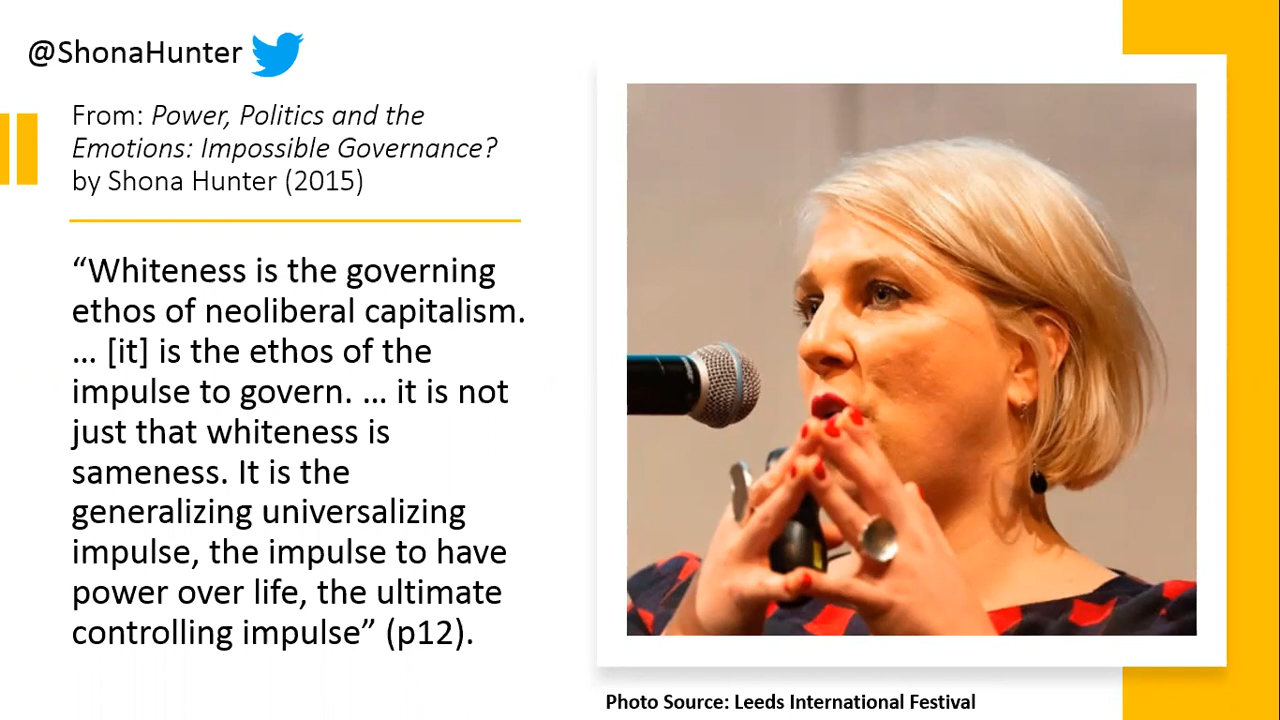 @ShonaHunter
From: Power, Politics and the
Emotions: Impossible Governance?
by Shona Hunter (2015)
“Whiteness is the governing
ethos of neoliberal capitalism.
… [it] is the ethos of the
impulse to govern. … it is not
just that whiteness is
sameness. It is the
generalizing universalizing
impulse, the impulse to have
power over life, the ultimate
controlling impulse” (p12).
Photo Source: Leeds International Festival